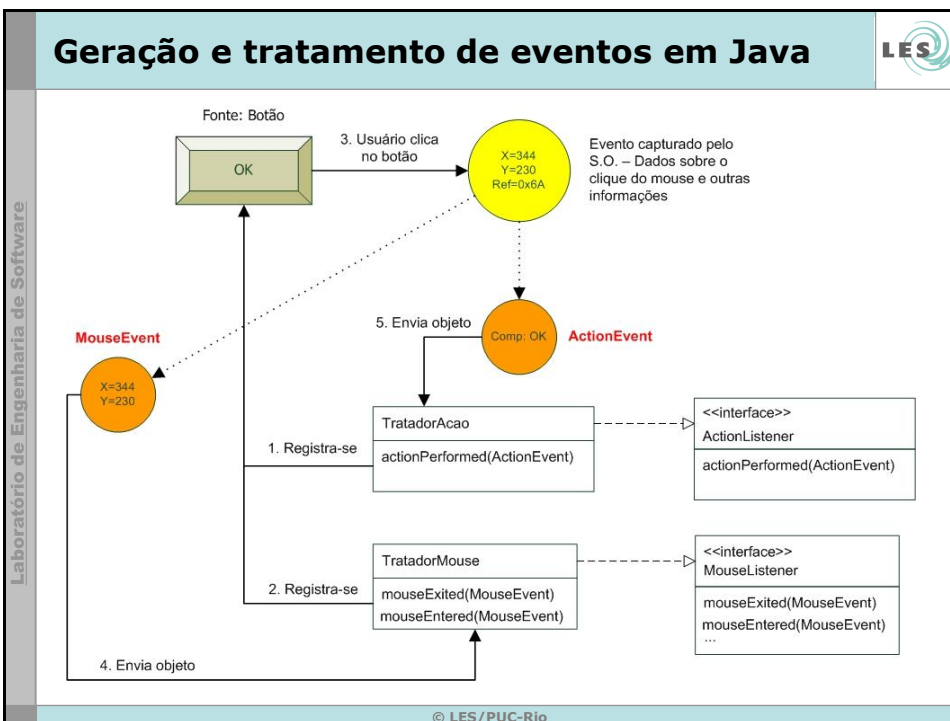 Geração e tratamento de eventos em Java
LES
Laboratório de Engenharia de Software
Fonte: Botão
OK
3. Usuário clica
no botão
X=344
Y=230
Ref=0x6A
Evento capturado pelo
S.O. – Dados sobre o
clique do mouse e outras
informações
MouseEvent
X=344
Y=230
5. Envia objeto
Comp: OK
ActionEvent
1. Registra-se
TratadorAcao
actionPerformed(ActionEvent)
<<interface>>
ActionListener
actionPerformed(ActionEvent)
2. Registra-se
TratadorMouse
mouseExited(MouseEvent)
mouseEntered(MouseEvent)
<<interface>>
MouseListener
mouseExited(MouseEvent)
mouseEntered(MouseEvent)
...
4. Envia objeto
© LES/PUC-Rio